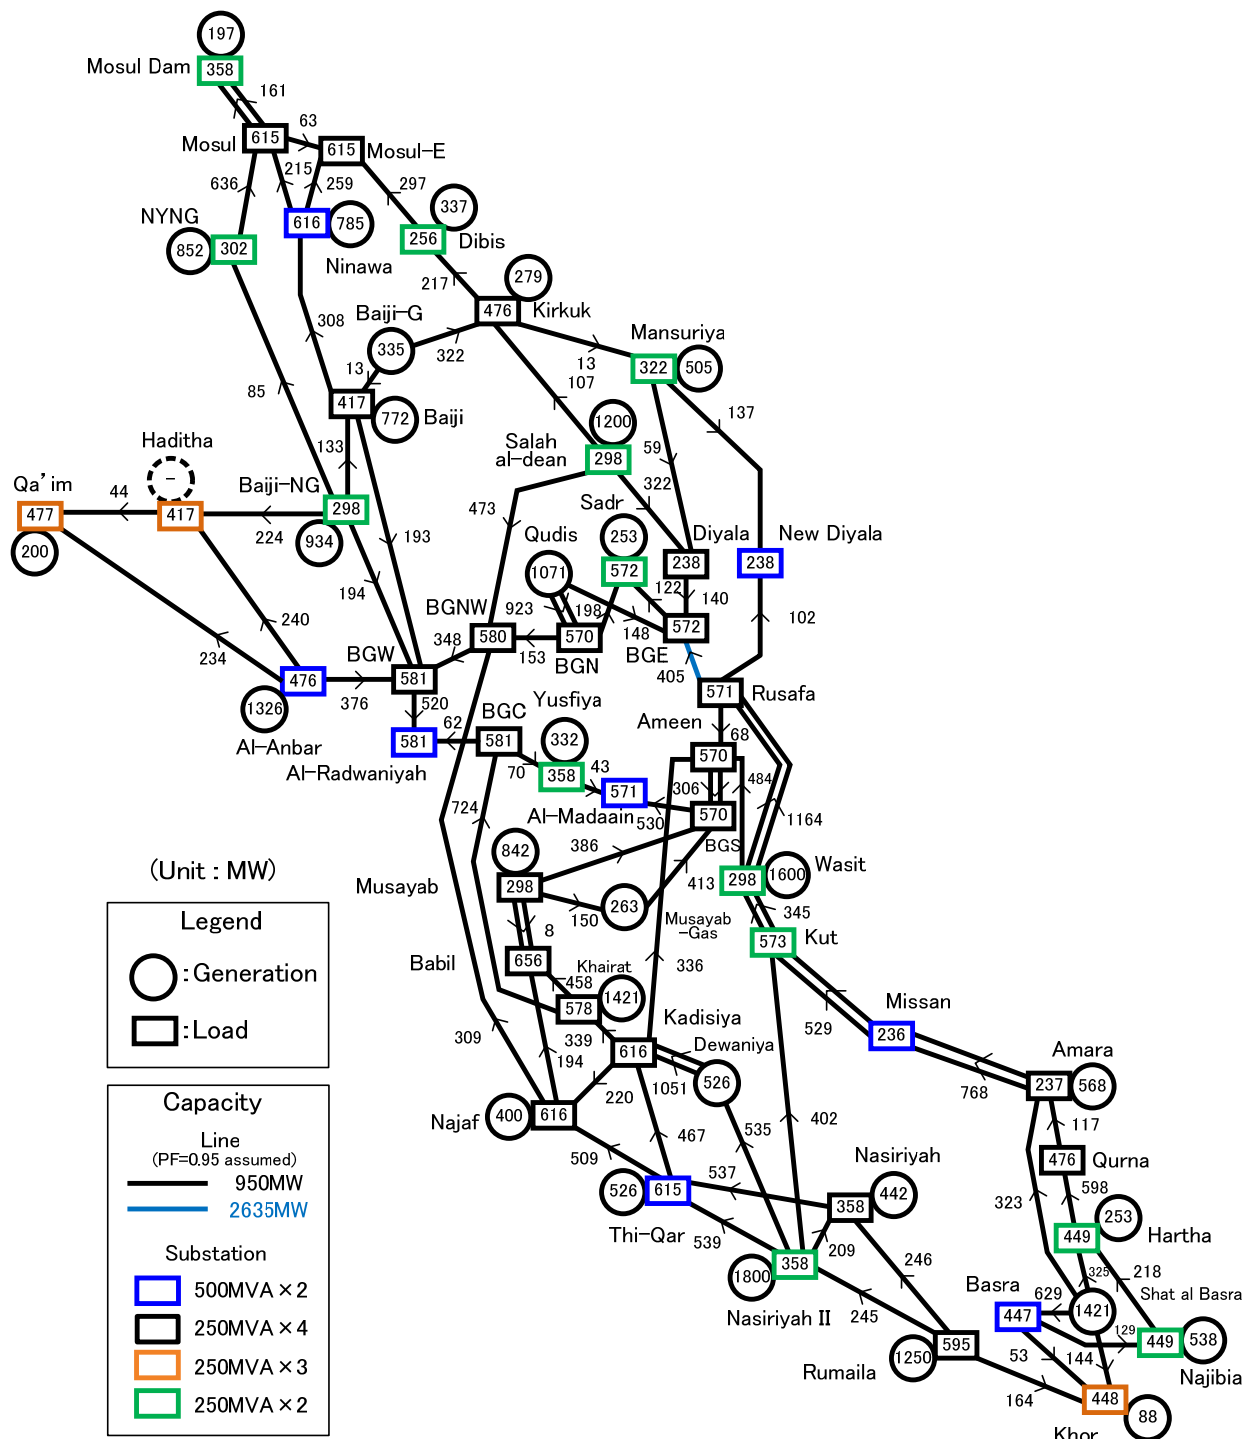 197
Mosul Dam
358
161
63
Mosul
615
615
Mosul-E
215
259
297
636
NYNG
337
616
785
852
302
256
Dibis
Ninawa
217
279
Baiji-G
476
Kirkuk
308
Mansuriya
335
322
13
322
505
13
107
85
417
772
Baiji
1200
137
Haditha
133
Salah
al-dean
298
59
Qa'im
44
Baiji-NG
322
477
-
417
298
473
Sadr
224
934
193
Qudis
253
Diyala
New Diyala
200
572
238
238
1071
122
140
194
923
198
102
240
BGNW
580
570
148
572
234
348
153
BGN
BGE
BGW
405
476
581
571
Rusafa
1326
376
520
Yusfiya
Ameen
Al-Anbar
BGC
62
581
581
332
68
570
Al-Radwaniyah
70
358
43
571
306
484
724
Al-Madaain
530
570
1164
386
BGS
842
(Unit : MW)
Wasit
Musayab
298
413
298
1600
150
263
345
Legend
Musayab
-Gas
573
Kut
8
:Generation
Babil
656
Khairat
336
458
1421
Missan
578
Kadisiya
:Load
309
339
529
236
Dewaniya
Amara
194
616
1051
526
768
237
568
Capacity
220
Najaf
400
616
Line
(PF=0.95 assumed)
467
535
402
117
509
476
Qurna
950MW
537
Nasiriyah
598
2635MW
526
615
442
323
253
358
Substation
Thi-Qar
539
209
449
Hartha
500MVA×2
1800
358
246
325
218
250MVA×4
Nasiriyah II
245
Basra
629
1421
Shat al Basra
447
129
250MVA×3
595
53
144
449
538
Rumaila
1250
Najibia
250MVA×2
164
448
88
Khor